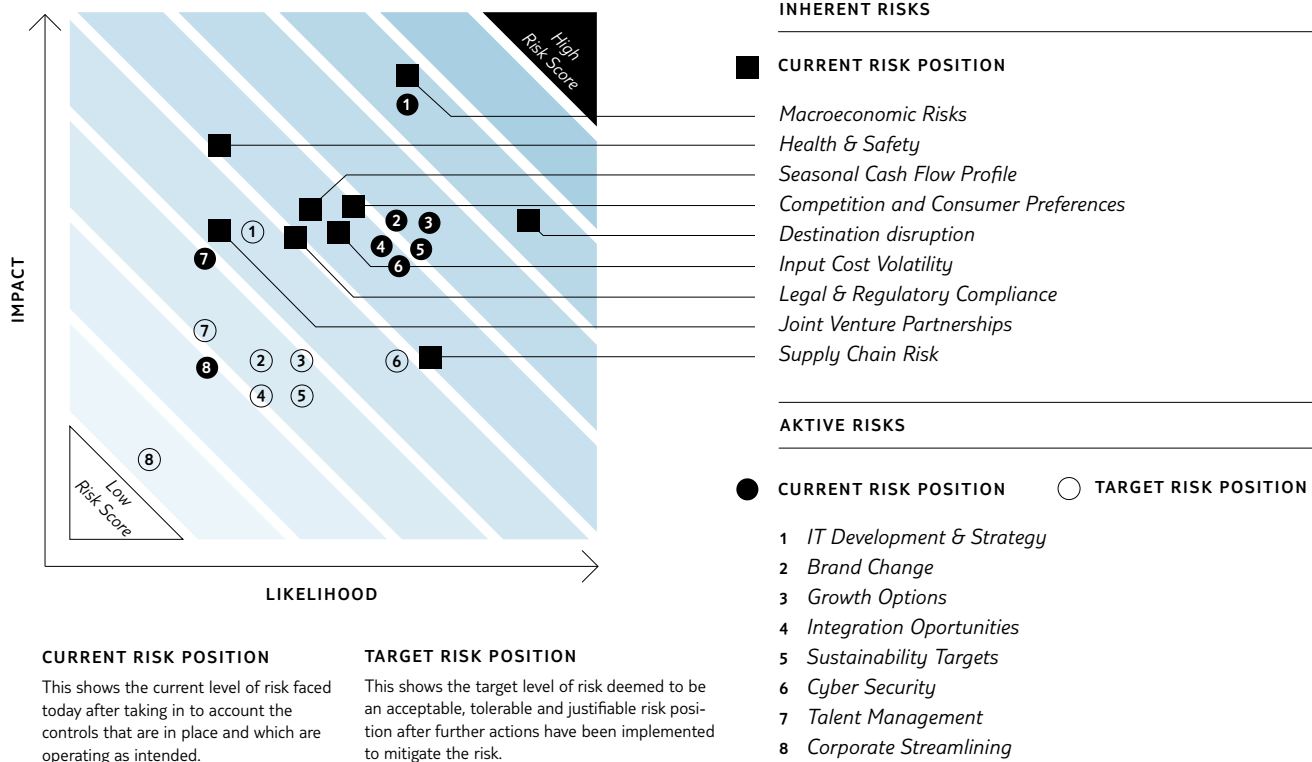 High
Risk Score
1
2
3
1
4
5
6
7
7
2
3
6
8
4
5
8
Low
Risk Score
IMPACT
LIKELIHOOD
INHERENT RISKS
CURRENT RISK POSITION
Macroeconomic Risks
Health & Safety
Seasonal Cash Flow Profile
Competition and Consumer Preferences
Destination disruption
Input Cost Volatility
Legal & Regulatory Compliance
Joint Venture Partnerships
Supply Chain Risk
AKTIVE RISKS
CURRENT RISK POSITION
TARGET RISK POSITION
1 IT Development & Strategy
2 Brand Change
3 Growth Options
4 Integration Oportunities
5 Sustainability Targets
6 Cyber Security
7 Talent Management
8 Corporate Streamlining
CURRENT RISK POSITION
This shows the current level of risk faced
today after taking in to account the
controls that are in place and which are
operating as intended.
TARGET RISK POSITION
This shows the target level of risk deemed to be
an acceptable, tolerable and justifiable risk posi-
tion after further actions have been implemented
to mitigate the risk.